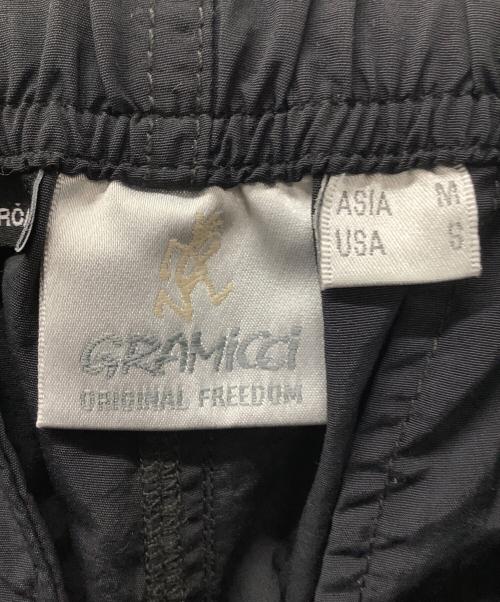 GRAMiCCi
ORIGINAL FREEDOM
ASIA M
USA S